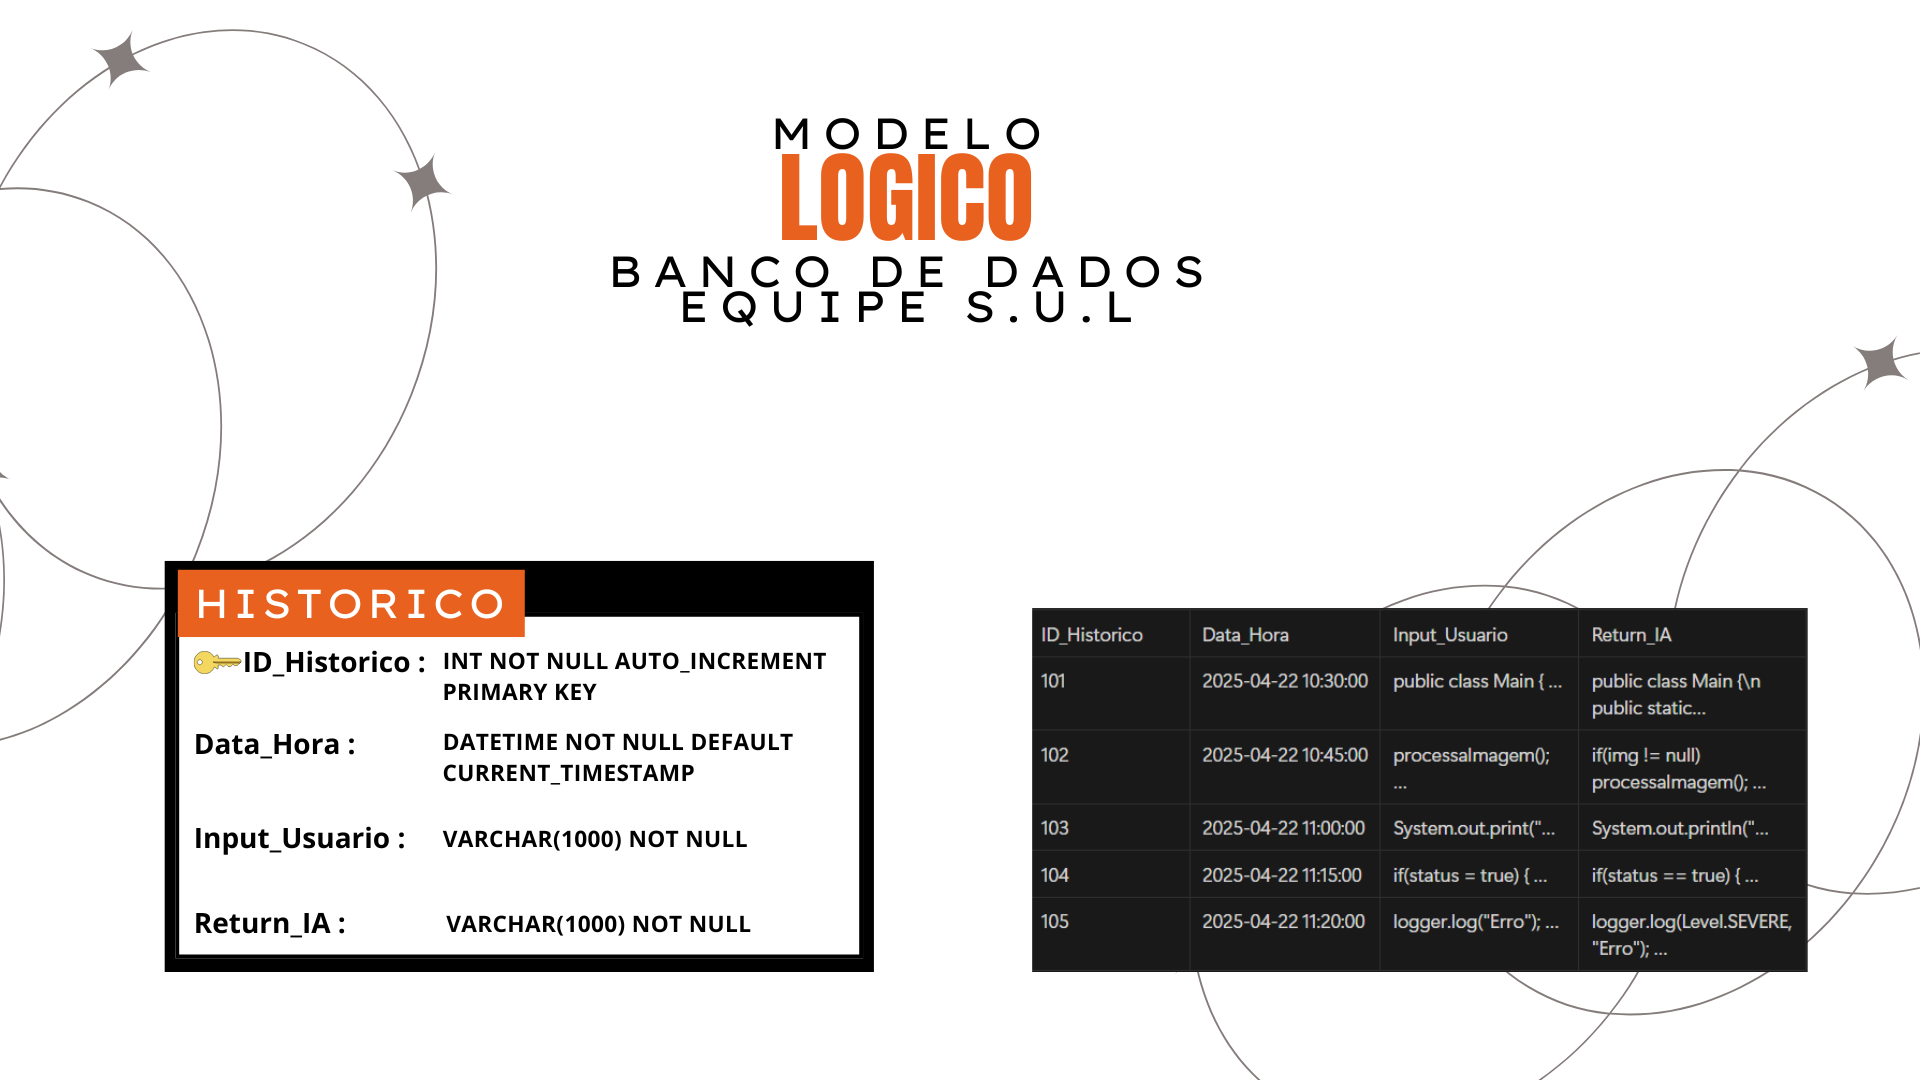 MODELO
LOGICO
BANCO DE DADOS
EQUIPE S.U.L
HISTORICO
ID_Historico : INT NOT NULL AUTO_INCREMENT
PRIMARY KEY
Data_Hora : DATETIME NOT NULL DEFAULT
CURRENT_TIMESTAMP
Input_Usuario : VARCHAR(1000) NOT NULL
Return_IA : VARCHAR(1000) NOT NULL
ID_Historico Data_Hora Input_Usuario Return_IA
101 2025-04-22 10:30:00 public class Main { ... public class Main {\n
public static...
102 2025-04-22 10:45:00 processaImagem(); if(img != null)
... processaImagem(); ...
103 2025-04-22 11:00:00 System.out.print("... System.out.println("...
104 2025-04-22 11:15:00 if(status = true) { ... if(status == true) { ...
105 2025-04-22 11:20:00 logger.log("Erro"); ... logger.log(Level.SEVERE,
"Erro"); ...